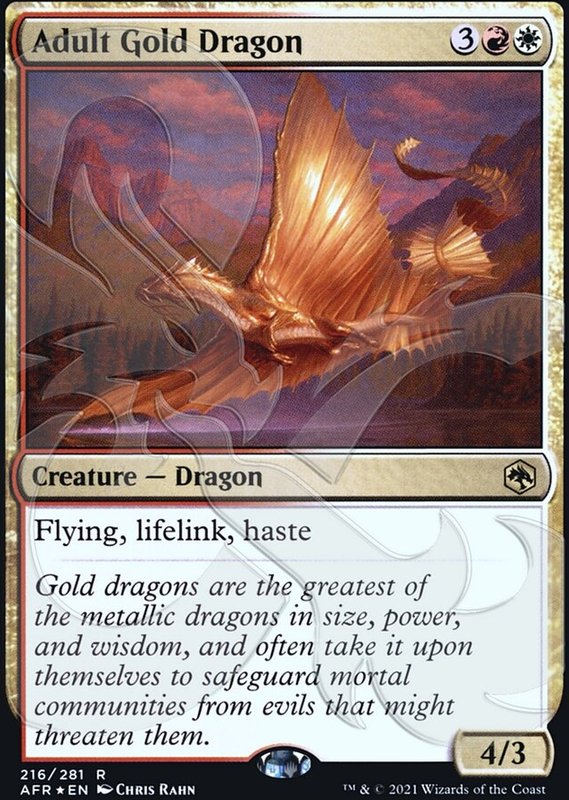 Adult Gold Dragon 3
Creature — Dragon
Flying, lifelink, haste
Gold dragons are the greatest of
the metallic dragons in size, power,
and wisdom, and often take it upon
themselves to safeguard mortal
communities from evils that might
threaten them.
4/3
216/281 R
AFR★EN Chris Rahn
™ & © 2021 Wizards of the Coast